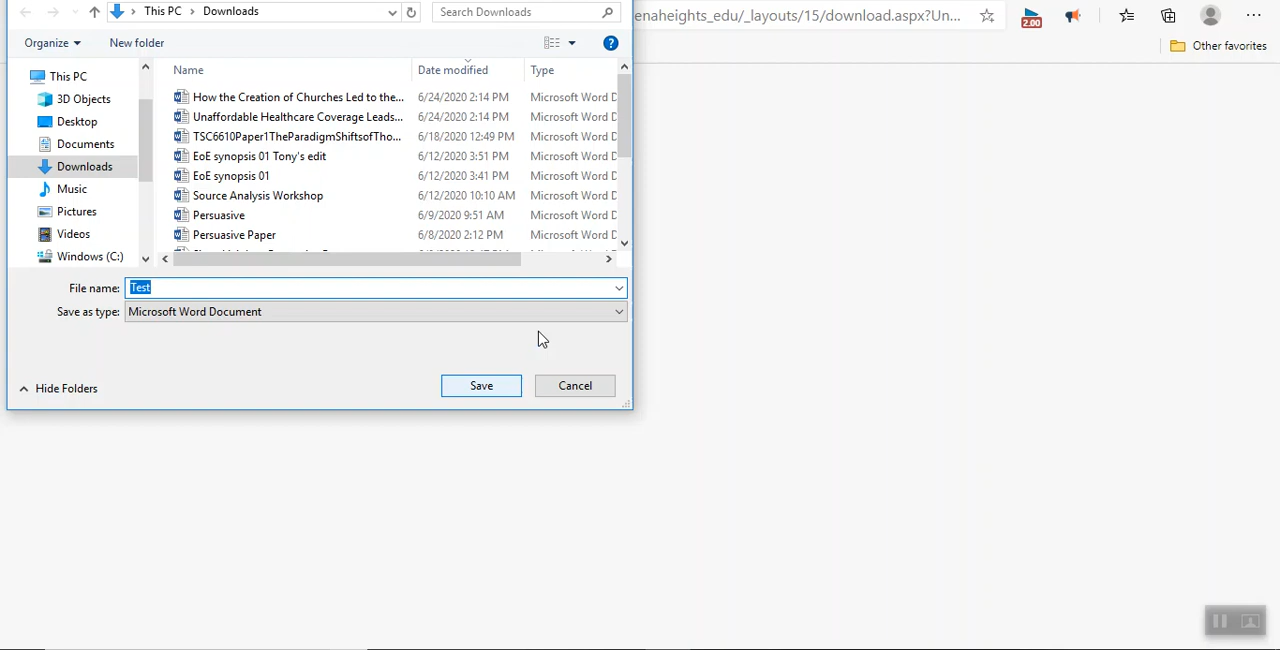 This PC > Downloads
Search Downloads
enaheights_edu/_layouts/15/download.aspx?Un...
2.00
Organize
New folder
Other favorites
This PC
3D Objects
Desktop
Documents
Downloads
Music
Pictures
Videos
Windows (C:)
Name Date modified Type
How the Creation of Churches Led to the... 6/24/2020 2:14 PM Microsoft Word D
Unaffordable Healthcare Coverage Leads... 6/24/2020 2:14 PM Microsoft Word D
TSC6610Paper1TheParadigmShiftsofTho... 6/18/2020 12:49 PM Microsoft Word D
EoE synopsis 01 Tony's edit 6/12/2020 3:51 PM Microsoft Word D
EoE synopsis 01 6/12/2020 3:41 PM Microsoft Word D
Source Analysis Workshop 6/12/2020 10:10 AM Microsoft Word D
Persuasive 6/9/2020 9:51 AM Microsoft Word D
Persuasive Paper 6/8/2020 2:12 PM Microsoft Word D
File name: Test
Save as type: Microsoft Word Document
Hide Folders
Save
Cancel